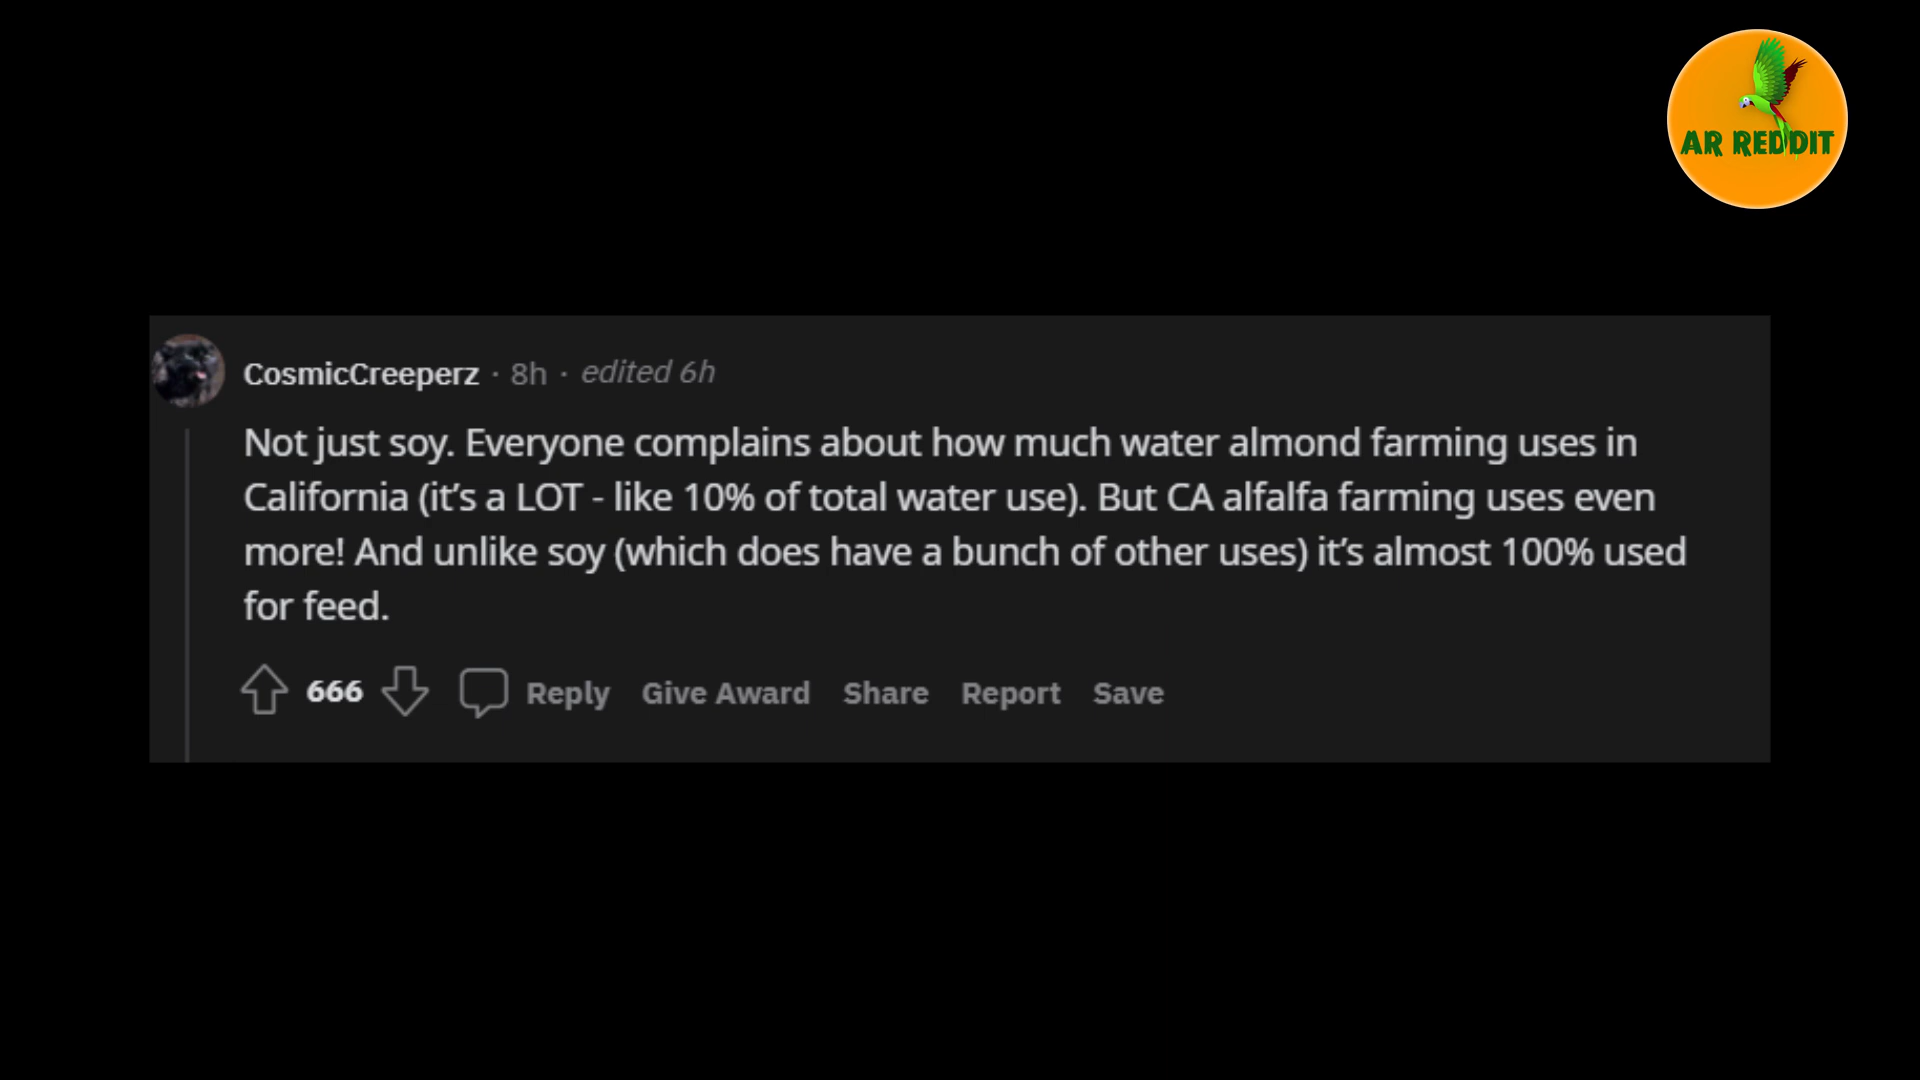 AR REDDIT
CosmicCreeperz · 8h · edited 6h
Not just soy. Everyone complains about how much water almond farming uses in
California (it’s a LOT - like 10% of total water use). But CA alfalfa farming uses even
more! And unlike soy (which does have a bunch of other uses) it’s almost 100% used
for feed.
666 Reply Give Award Share Report Save